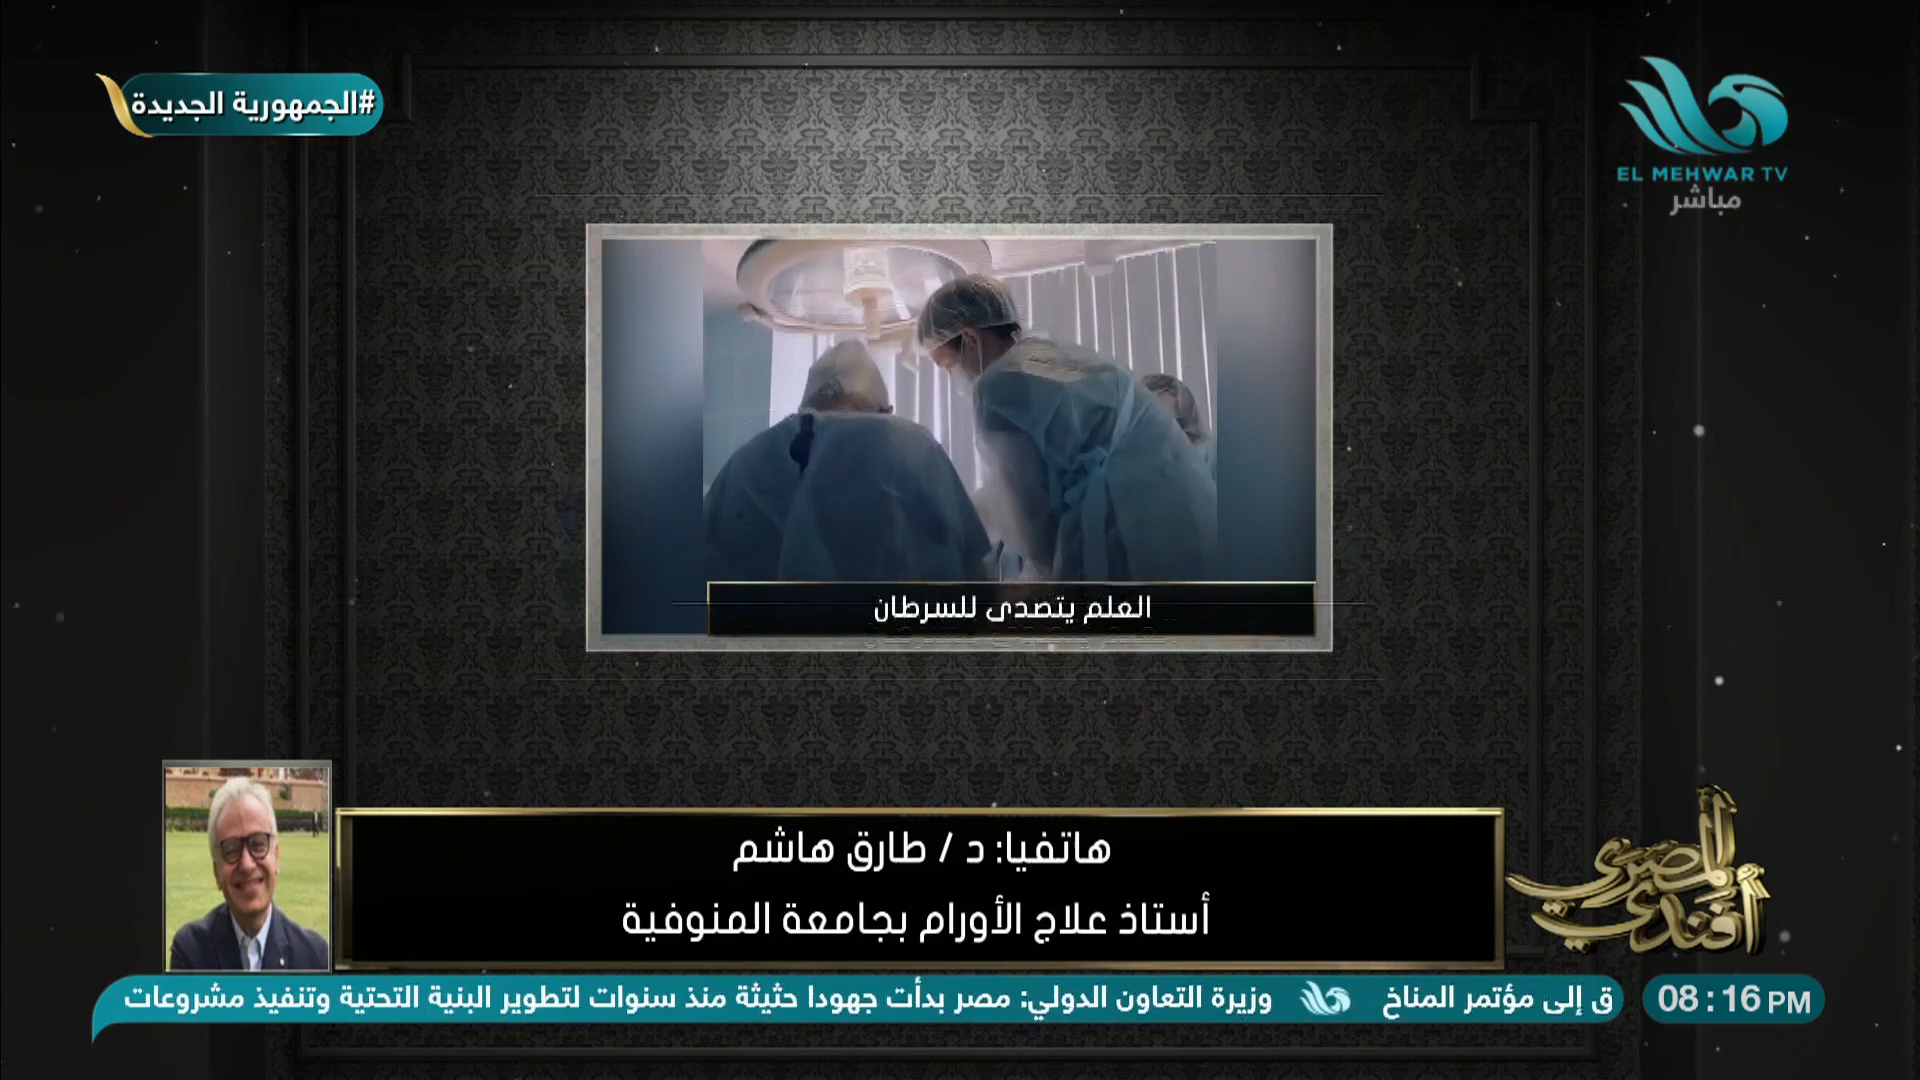 #الجمهورية الجديدة
EL MEHWAR TV
مباشر
العلم يتصدى للسرطان
هاتفيا: د / طارق هاشم
أستاذ علاج الأورام بجامعة المنوفية
المصري
أفندي
ق إلى مؤتمر المناخ وزيرة التعاون الدولي: مصر بدأت جهودا حثيثة منذ سنوات لتطوير البنية التحتية وتنفيذ مشروعات
08:16 PM